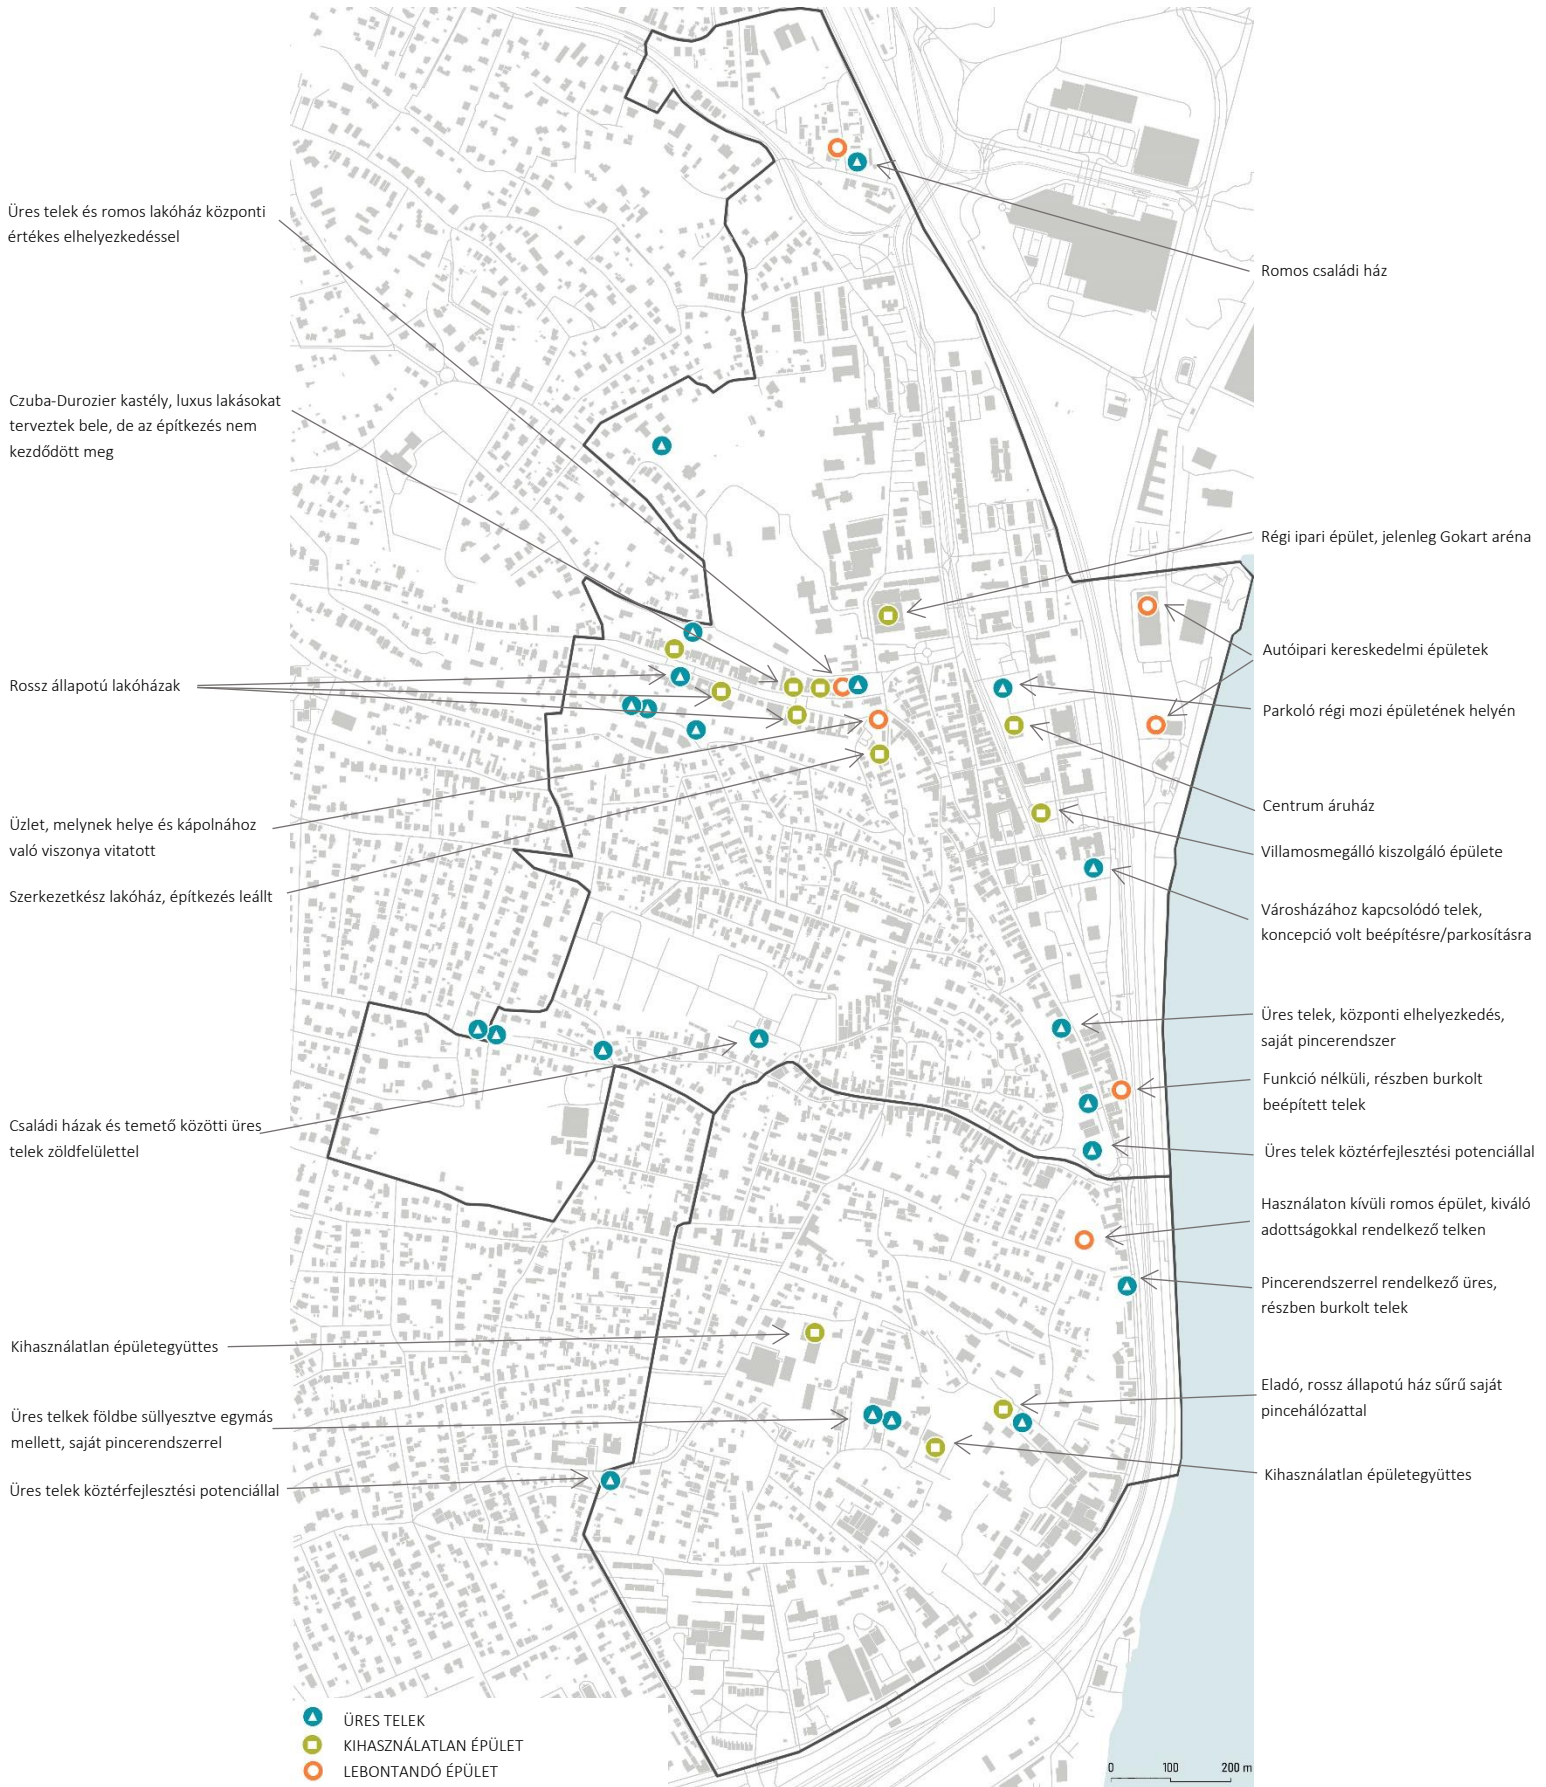 Üres telek és romos lakóház központi
értékes elhelyezkedéssel
Czuba-Durozier kastély, luxus lakásokat
terveztek bele, de az építkezés nem
kezdődött meg
Rossz állapotú lakóházak
Üzlet, melynek helye és kápolnához
való viszonya vitatott
Szerkezetkész lakóház, építkezés leállt
Családi házak és temető közötti üres
telek zöldfelülettel
Kihasználatlan épületegyüttes
Üres telkek földbe süllyesztve egymás
mellett, saját pincerendszerrel
Üres telek köztérfejlesztési potenciállal
Romos családi ház
Régi ipari épület, jelenleg Gokart aréna
Autóipari kereskedelmi épületek
Parkoló régi mozi épületének helyén
Centrum áruház
Villamosmegálló kiszolgáló épülete
Városházához kapcsolódó telek,
koncepció volt beépítésre/parkosításra
Üres telek, központi elhelyezkedés,
saját pincerendszer
Funkció nélküli, részben burkolt
beépített telek
Üres telek köztérfejlesztési potenciállal
Használaton kívüli romos épület, kiváló
adottságokkal rendelkező telken
Pincerendszerrel rendelkező üres,
részben burkolt telek
Eladó, rossz állapotú ház sűrű saját
pincehálózattal
Kihasználatlan épületegyüttes
ÜRES TELEK
KIHASZNÁLATLAN ÉPÜLET
LEBONTANDÓ ÉPÜLET
0 100 200 m